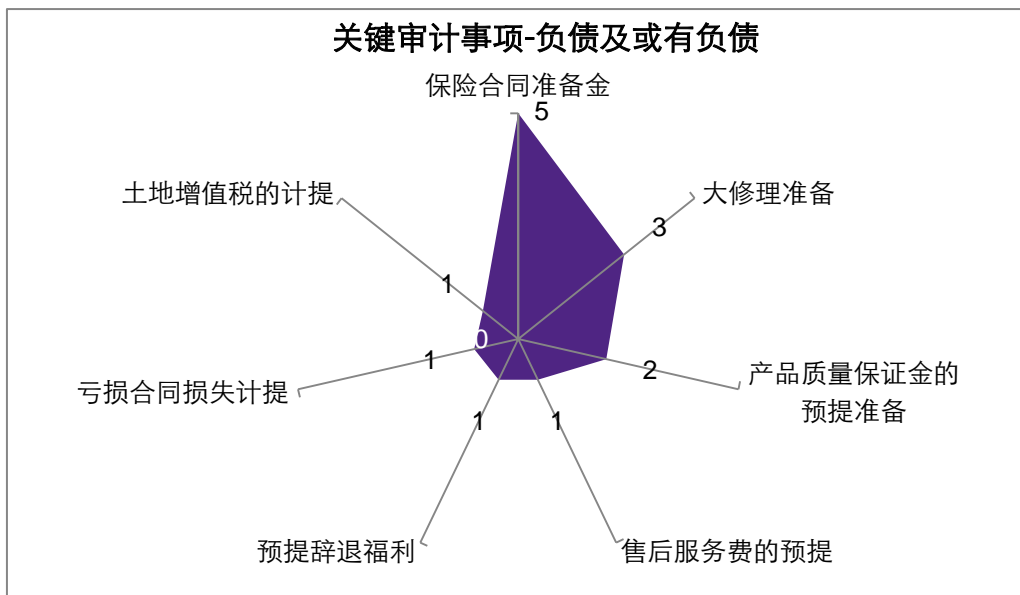 关键审计事项-负债及或有负债
保险合同准备金
5
土地增值税的计提
大修理准备
3
1
0
1
2
亏损合同损失计提
产品质量保证金的
预提准备
1
1
预提辞退福利
售后服务费的预提